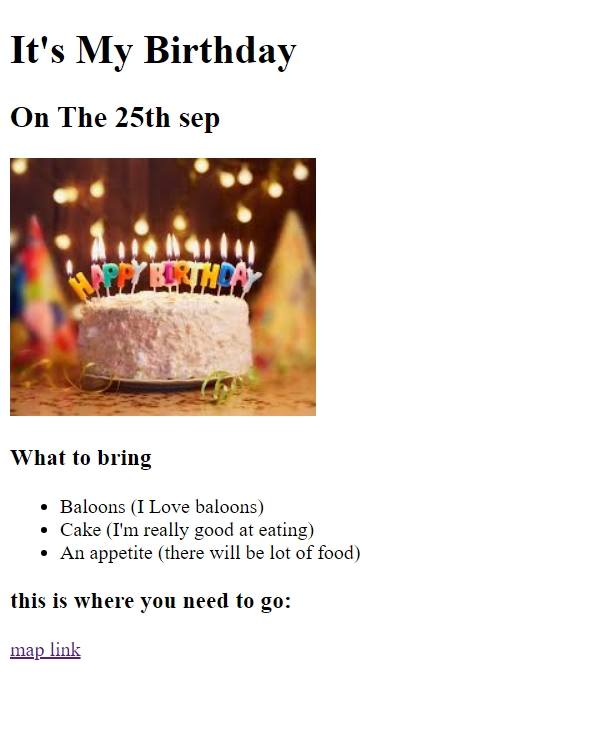 It's My Birthday
On The 25th sep
HAPPY BIRTHDAY
What to bring
Baloons (I Love baloons)
Cake (I'm really good at eating)
An appetite (there will be lot of food)
this is where you need to go:
map link